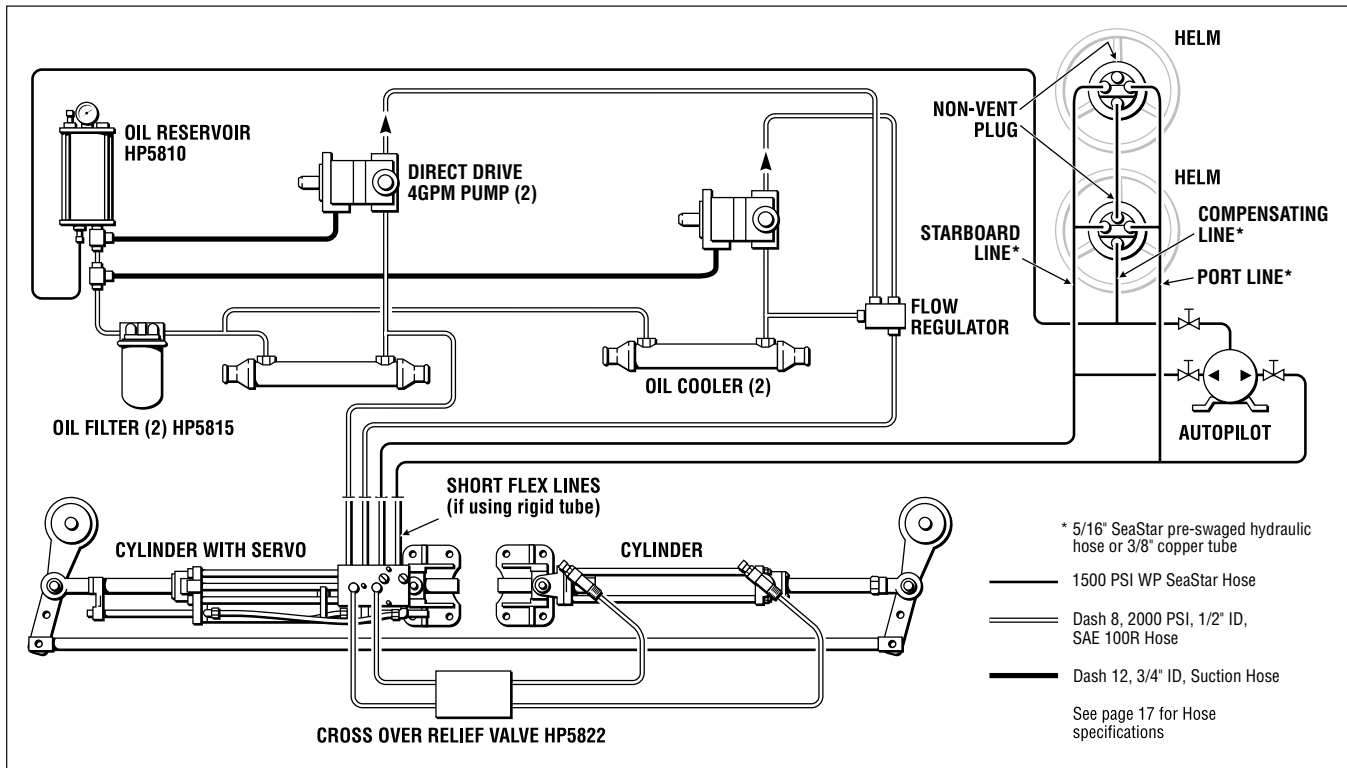 HELM
OIL RESERVOIR
HP5810
NON-VENT
PLUG
DIRECT DRIVE
4GPM PUMP (2)
HELM
COMPENSATING
LINE*
STARBOARD
LINE*
PORT LINE*
FLOW
REGULATOR
OIL COOLER (2)
OIL FILTER (2) HP5815
AUTOPILOT
SHORT FLEX LINES
(if using rigid tube)
CYLINDER WITH SERVO
CYLINDER
* 5/16" SeaStar pre-swaged hydraulic
hose or 3/8" copper tube
1500 PSI WP SeaStar Hose
Dash 8, 2000 PSI, 1/2" ID,
SAE 100R Hose
Dash 12, 3/4" ID, Suction Hose
See page 17 for Hose
specifications
CROSS OVER RELIEF VALVE HP5822